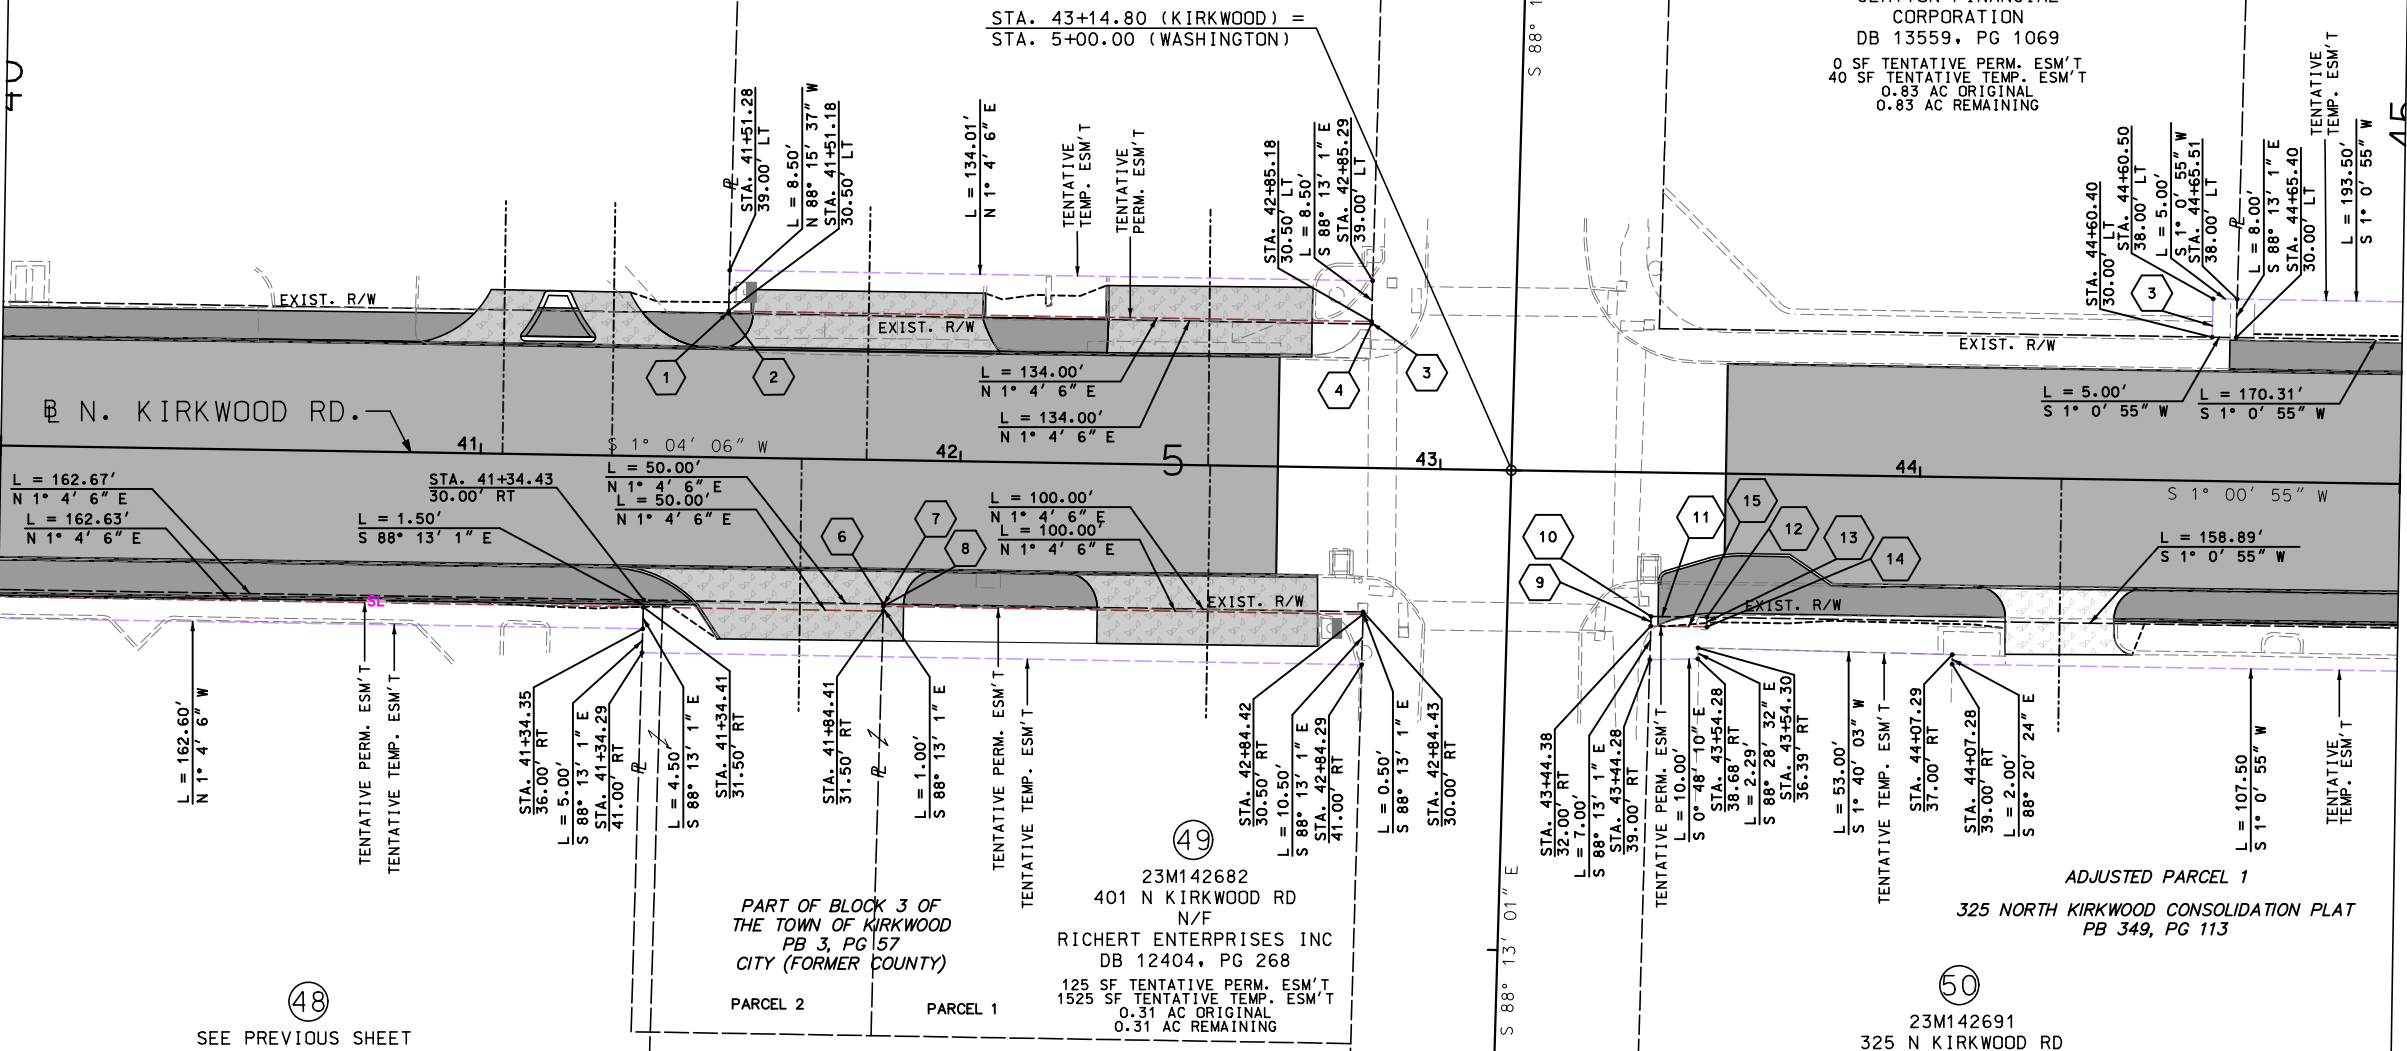 STA. 43+14.80 (KIRKWOOD) =
STA. 5+00.00 (WASHINGTON)
S 88° 1
CORPORATION
DB 13559, PG 1069
0 SF TENTATIVE PERM. ESM'T
40 SF TENTATIVE TEMP. ESM'T
0.83 AC ORIGINAL
0.83 AC REMAINING
40
45
STA. 41+51.28
39.00' LT
L = 8.50'
N 88° 15' 37" W
STA. 41+51.18
30.50' LT
L = 134.01'
N 1° 4' 6" E
TENTATIVE
TEMP. ESM'T
TENTATIVE
PERM. ESM'T
STA. 42+85.18
30.50' LT
L = 8.50'
S 88° 13' 1" E
STA. 42+85.29
39.00' LT
STA. 44+60.40
30.00' LT
STA. 44+60.50
38.00' LT
L = 5.00'
S 1° 0' 55" W
STA. 44+65.51
38.00' LT
L = 8.00'
S 88° 13' 1" E
STA. 44+65.40
30.00' LT
TENTATIVE
TEMP. ESM'T
L = 193.50'
S 1° 0' 55" W
3
EXIST. R/W
EXIST. R/W
EXIST. R/W
1
2
L = 134.00'
N 1° 4' 6" E
L = 134.00'
N 1° 4' 6" E
4
3
L = 5.00'
S 1° 0' 55" W
L = 170.31'
S 1° 0' 55" W
N. KIRKWOOD RD.
41
S 1° 04' 06" W
42
5
43
44
S 1° 00' 55" W
L = 162.67'
N 1° 4' 6" E
L = 162.63'
N 1° 4' 6" E
STA. 41+34.43
30.00' RT
L = 1.50'
S 88° 13' 1" E
L = 50.00'
N 1° 4' 6" E
L = 50.00'
N 1° 4' 6" E
6
7
8
L = 100.00'
N 1° 4' 6" E
L = 100.00'
N 1° 4' 6" E
10
9
11
15
12
13
14
L = 158.89'
S 1° 0' 55" W
SL
EXIST. R/W
EXIST. R/W
L = 162.60'
N 1° 4' 6" W
TENTATIVE PERM. ESM'T
TENTATIVE TEMP. ESM'T
STA. 41+34.35
36.00' RT
L = 5.00'
S 88° 13' 1" E
STA. 41+34.29
41.00' RT
L = 4.50'
S 88° 13' 1" E
STA. 41+34.41
31.50' RT
STA. 41+84.41
31.50' RT
L = 1.00'
S 88° 13' 1" E
TENTATIVE PERM. ESM'T
TENTATIVE TEMP. ESM'T
STA. 42+84.42
30.50' RT
L = 10.50'
S 88° 13' 1" E
STA. 42+84.29
41.00' RT
L = 0.50'
S 88° 13' 1" E
STA. 42+84.43
30.00' RT
STA. 43+44.38
32.00' RT
L = 7.00'
S 88° 13' 1" E
STA. 43+44.28
39.00' RT
TENTATIVE PERM. ESM'T
L = 10.00'
S 0° 48' 10" E
STA. 43+54.28
38.68' RT
L = 2.29'
S 88° 28' 32" E
STA. 43+54.30
36.39' RT
L = 53.00'
S 1° 40' 03" W
TENTATIVE TEMP. ESM'T
STA. 44+07.29
37.00' RT
STA. 44+07.28
39.00' RT
L = 2.00'
S 88° 20' 24" E
L = 107.50
S 1° 0' 55" W
TENTATIVE
TEMP. ESM'T
S 88° 13' 01" E
49
23M142682
401 N KIRKWOOD RD
N/F
RICHERT ENTERPRISES INC
DB 12404, PG 268
125 SF TENTATIVE PERM. ESM'T
1525 SF TENTATIVE TEMP. ESM'T
0.31 AC ORIGINAL
0.31 AC REMAINING
PART OF BLOCK 3 OF
THE TOWN OF KIRKWOOD
PB 3, PG 57
CITY (FORMER COUNTY)
PARCEL 2
PARCEL 1
48
SEE PREVIOUS SHEET
ADJUSTED PARCEL 1
325 NORTH KIRKWOOD CONSOLIDATION PLAT
PB 349, PG 113
50
23M142691
325 N KIRKWOOD RD